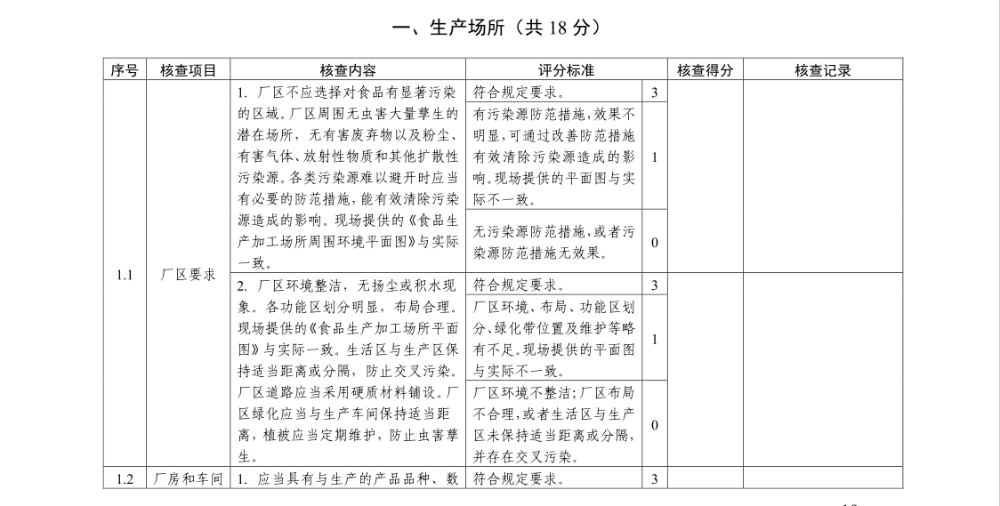 一、生产场所（共 18 分）
序号 核查项目 核查内容 评分标准 核查得分 核查记录
1.1
厂区要求
1. 厂区不应选择对食品有显著污染
的区域。厂区周围无虫害大量孳生的
潜在场所，无有害废弃物以及粉尘、
有害气体、放射性物质和其他扩散性
污染源。各类污染源难以避开时应当
有必要的防范措施，能有效清除污染
源造成的影响。现场提供的《食品生
产加工场所周围环境平面图》与实际
一致。
符合规定要求。 3
有污染源防范措施，效果不
明显，可通过改善防范措施
有效清除污染源造成的影
响。现场提供的平面图与实
际不一致。
1
无污染源防范措施，或者污
染源防范措施无效果。
0
2. 厂区环境整洁，无扬尘或积水现
象。各功能区划分明显，布局合理。
现场提供的《食品生产加工场所平面
图》与实际一致。生活区与生产区保
持适当距离或分隔，防止交叉污染。
厂区道路应当采用硬质材料铺设。厂
区绿化应当与生产车间保持适当距
离，植被应当定期维护，防止虫害孳
生。
符合规定要求。 3
厂区环境、布局、功能区划
分、绿化带位置及维护等略
有不足。现场提供的平面图
与实际不一致。
1
厂区环境不整洁；厂区布局
不合理，或者生活区与生产
区未保持适当距离或分隔，
并存在交叉污染。
0
1.2 厂房和车间 1. 应当具有与生产的产品品种、数 符合规定要求。 3